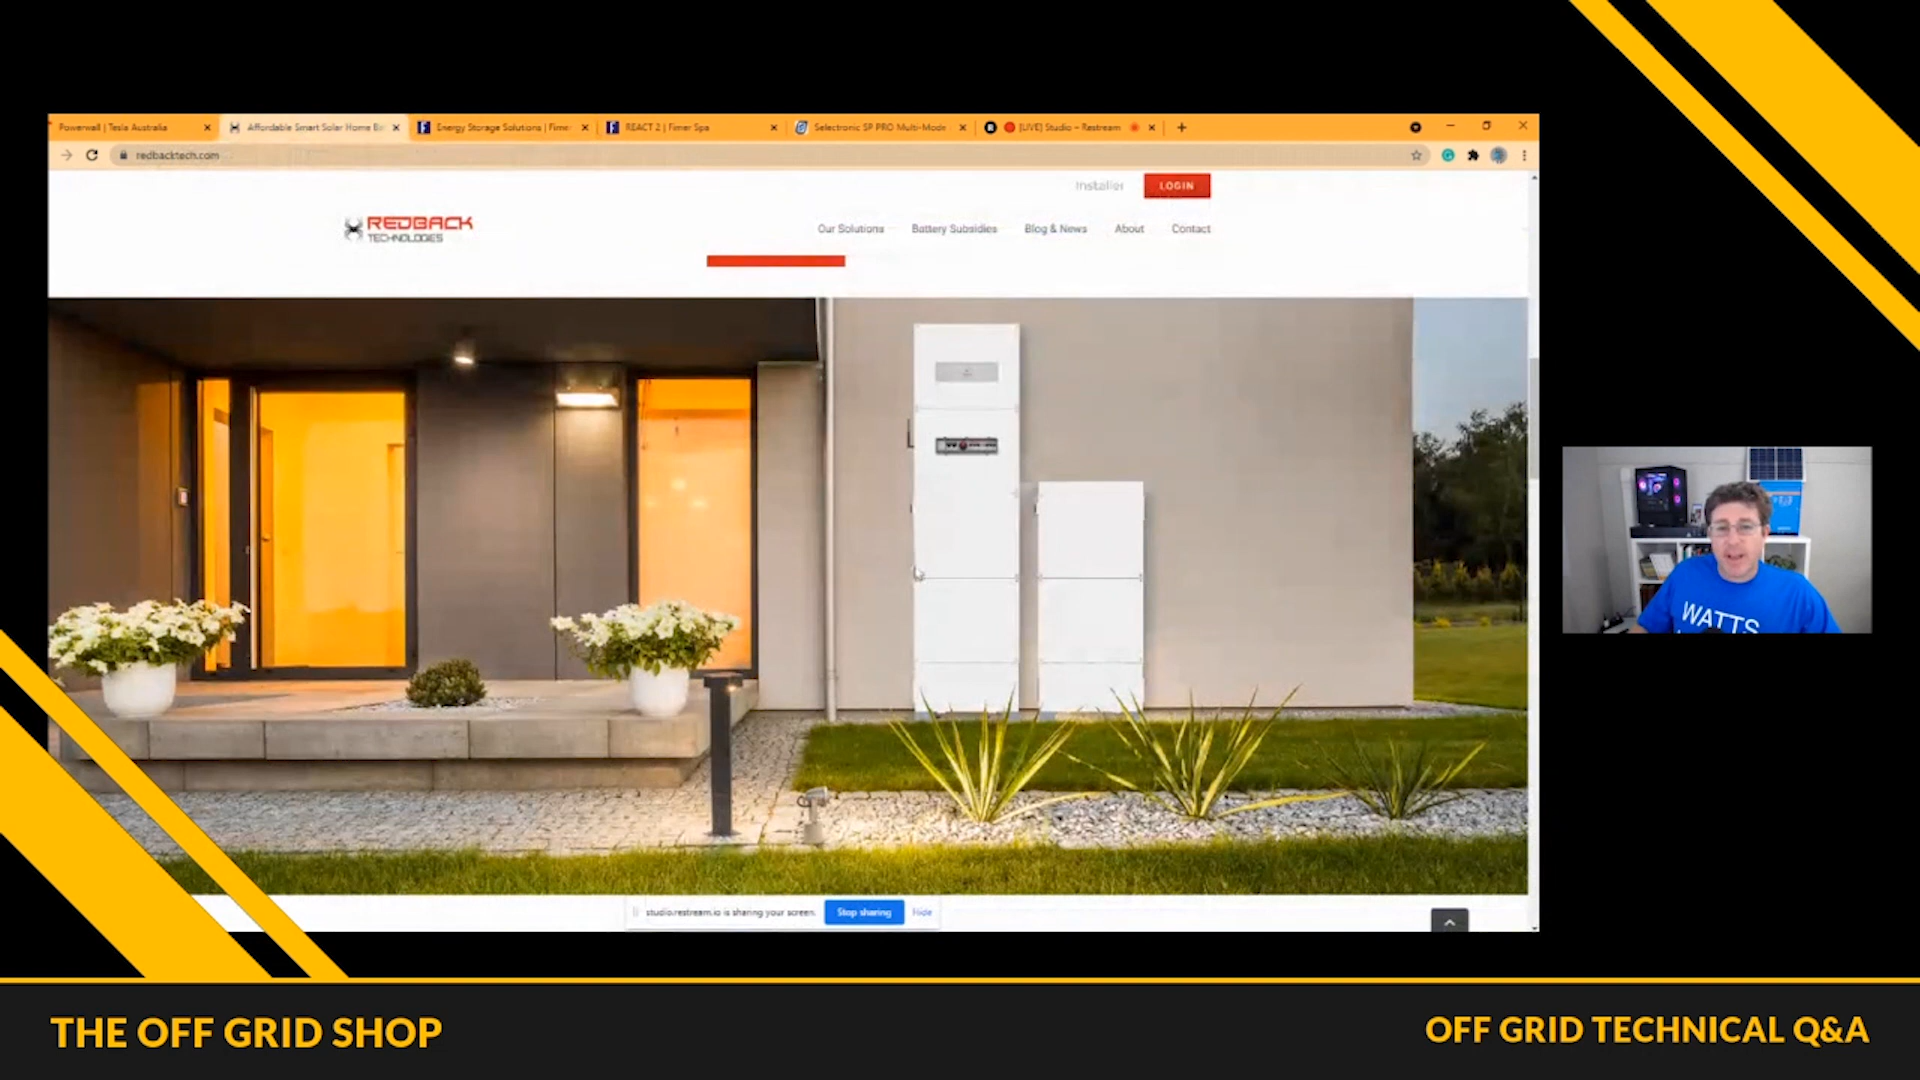 Powerwall | Tesla Australia
Affordable Smart Solar Home Ba
Energy Storage Solutions | Fimer
REACT 2 | Fimer Spa
Selectronic SP PRO Multi-Mode
[LIVE] Studio – Restream
redbacktech.com
Installer
LOGIN
REDBACK
TECHNOLOGIES
Our Solutions
Battery Subsidies
Blog & News
About
Contact
WATTS
studio.restream.io is sharing your screen.
Stop sharing
Hide
THE OFF GRID SHOP
OFF GRID TECHNICAL Q&A